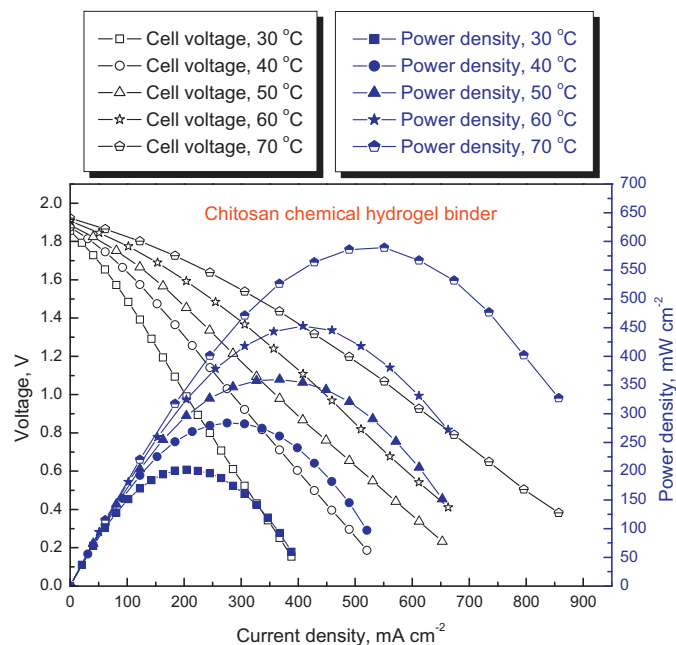 Cell voltage, 30 °C
Cell voltage, 40 °C
Cell voltage, 50 °C
Cell voltage, 60 °C
Cell voltage, 70 °C
Power density, 30 °C
Power density, 40 °C
Power density, 50 °C
Power density, 60 °C
Power density, 70 °C
Chitosan chemical hydrogel binder
Voltage, V
2.0
1.8
1.6
1.4
1.2
1.0
0.8
0.6
0.4
0.2
0.0
700
650
600
550
500
450
400
350
300
250
200
150
100
50
0
Power density, mW cm⁻²
0 100 200 300 400 500 600 700 800 900
Current density, mA cm⁻²